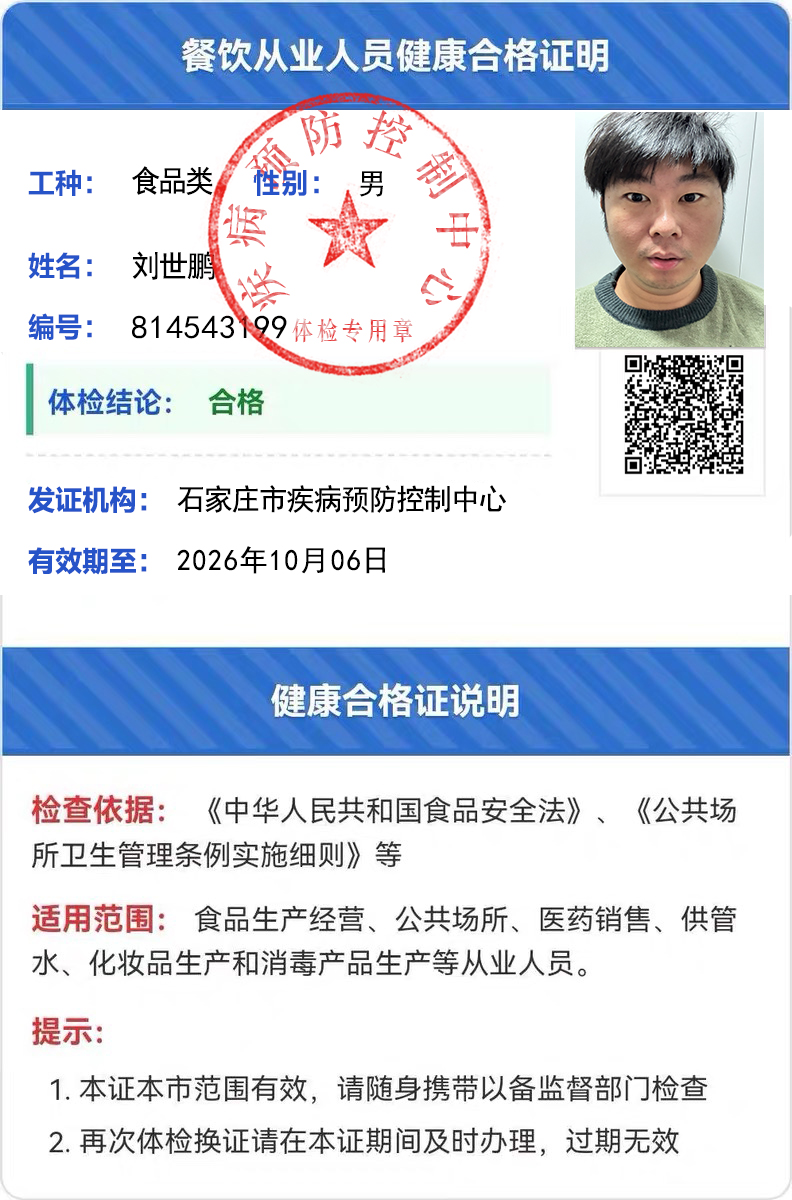 餐饮从业人员健康合格证明
工种： 食品类 性别： 男
姓名： 刘世鹏
编号： 814543199
疾病预防控制中心
体检专用章
体检结论： 合格
发证机构： 石家庄市疾病预防控制中心
有效期至： 2026年10月06日
健康合格证说明
检查依据： 《中华人民共和国食品安全法》、《公共场
所卫生管理条例实施细则》等
适用范围： 食品生产经营、公共场所、医药销售、供管
水、化妆品生产和消毒产品生产等从业人员。
提示：
1. 本证本市范围有效，请随身携带以备监督部门检查
2. 再次体检换证请在本证期间及时办理，过期无效